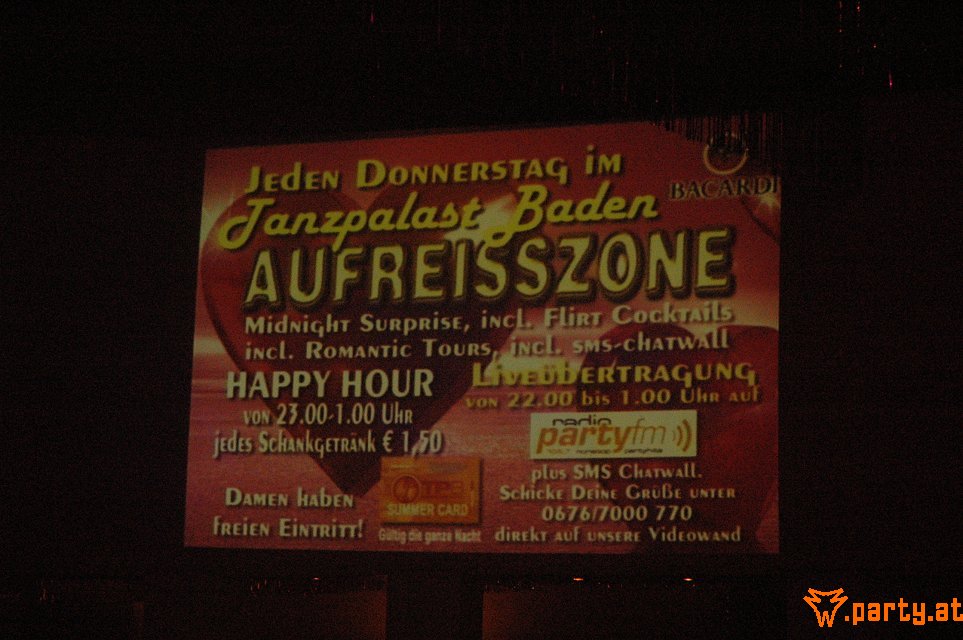 JEDEN DONNERSTAG IM
BACARDI
Tanzpalast Baden
AUFREISSZONE
MIDNIGHT SURPRISE, INCL. FLIRT COCKTAILS
INCL. ROMANTIC TOURS, INCL. SMS-CHATWALL
HAPPY HOUR
VON 23.00-1.00 UHR
JEDES SCHANKGETRÄNK € 1,50
LIVEÜBERTRAGUNG
VON 22.00 BIS 1.00 UHR AUF
radio
partyfm
nonstop partyhits
PLUS SMS CHATWALL.
SCHICKE DEINE GRÜßE UNTER
0676/7000 770
DIREKT AUF UNSERE VIDEOWAND
DAMEN HABEN
FREIEN EINTRITT!
SUMMER CARD
Gültig die ganze Nacht
.party.at